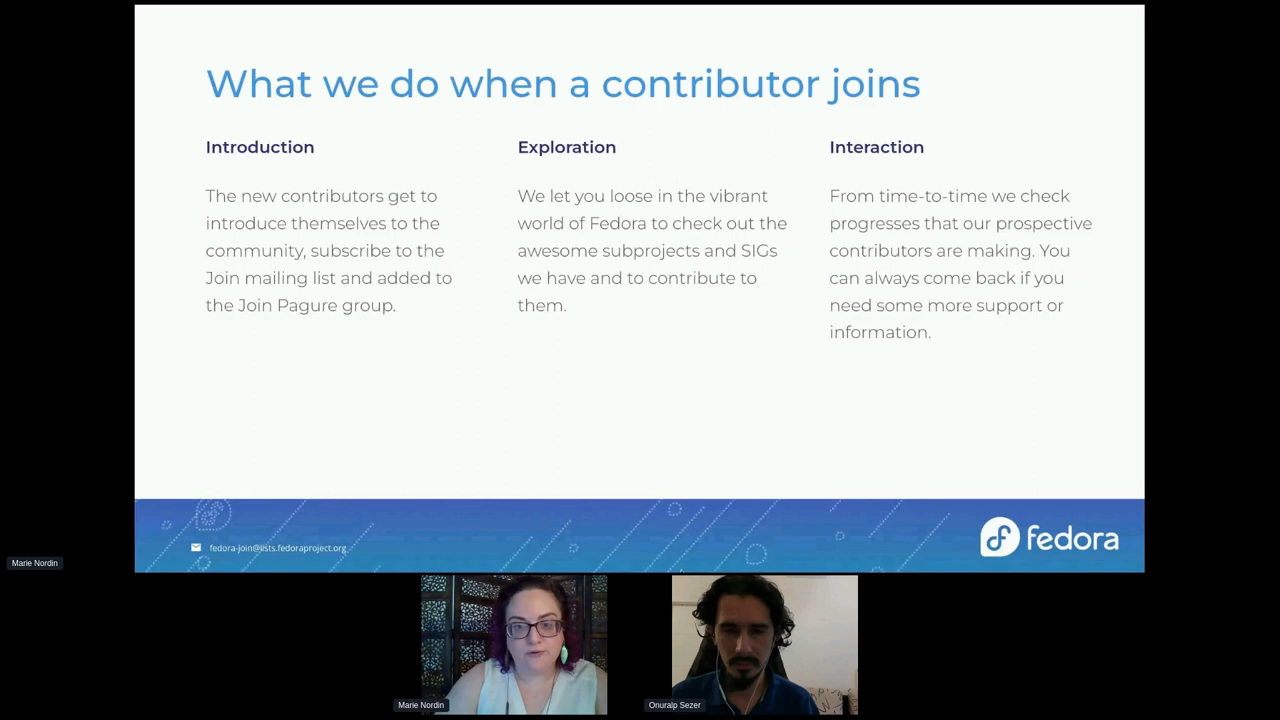 What we do when a contributor joins
Introduction
The new contributors get to
introduce themselves to the
community, subscribe to the
Join mailing list and added to
the Join Pagure group.
Exploration
We let you loose in the vibrant
world of Fedora to check out the
awesome subprojects and SIGs
we have and to contribute to
them.
Interaction
From time-to-time we check
progresses that our prospective
contributors are making. You
can always come back if you
need some more support or
information.
fedora-join@lists.fedoraproject.org
fedora
Marie Nordin
Marie Nordin
Onuralp Sezer